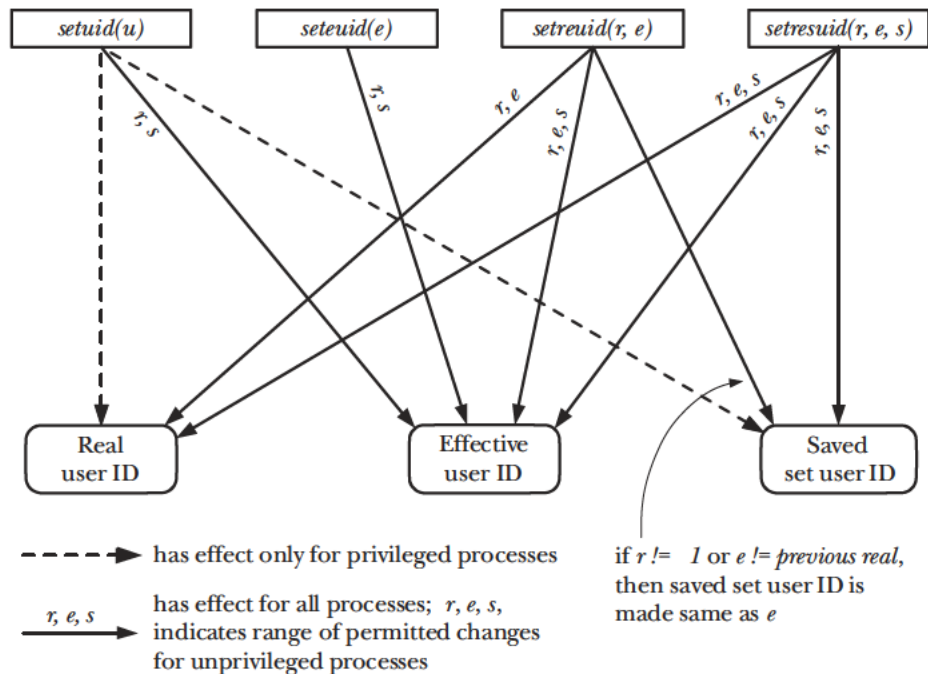 setuid(u)
seteuid(e)
setreuid(r, e)
setresuid(r, e, s)
r, s
r, s
r, e
r, e, s
r, e, s
r, e, s
r, e, s
Real
user ID
Effective
user ID
Saved
set user ID
has effect only for privileged processes
r, e, s
has effect for all processes; r, e, s,
indicates range of permitted changes
for unprivileged processes
if r != 1 or e != previous real,
then saved set user ID is
made same as e